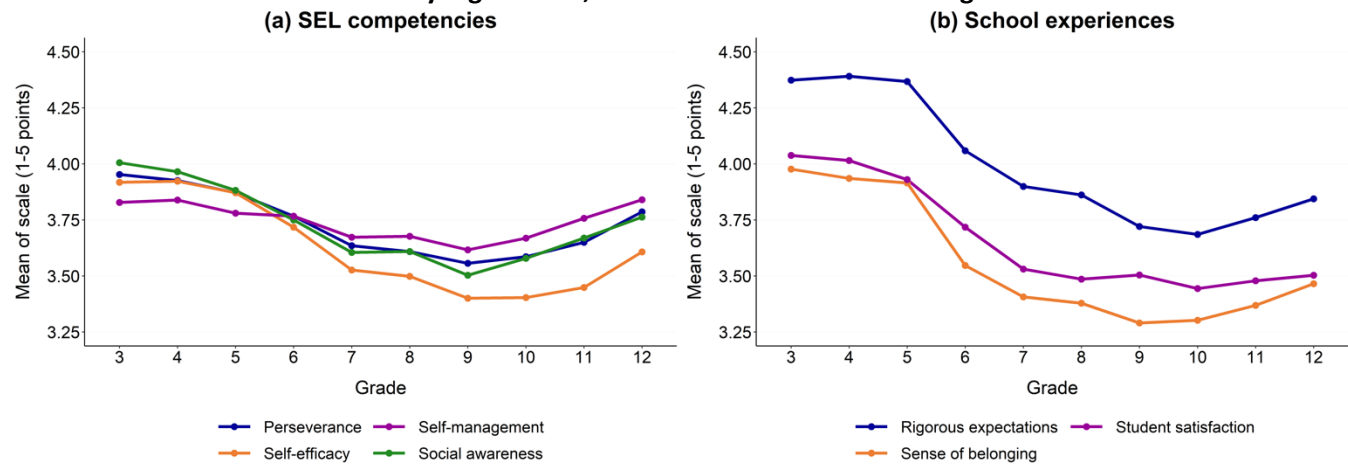 (a) SEL competencies
4.50
4.25
4.00
3.75
3.50
3.25
Mean of scale (1-5 points)
3 4 5 6 7 8 9 10 11 12
Grade
Perseverance Self-management
Self-efficacy Social awareness
(b) School experiences
4.50
4.25
4.00
3.75
3.50
3.25
Mean of scale (1-5 points)
3 4 5 6 7 8 9 10 11 12
Grade
Rigorous expectations Student satisfaction
Sense of belonging